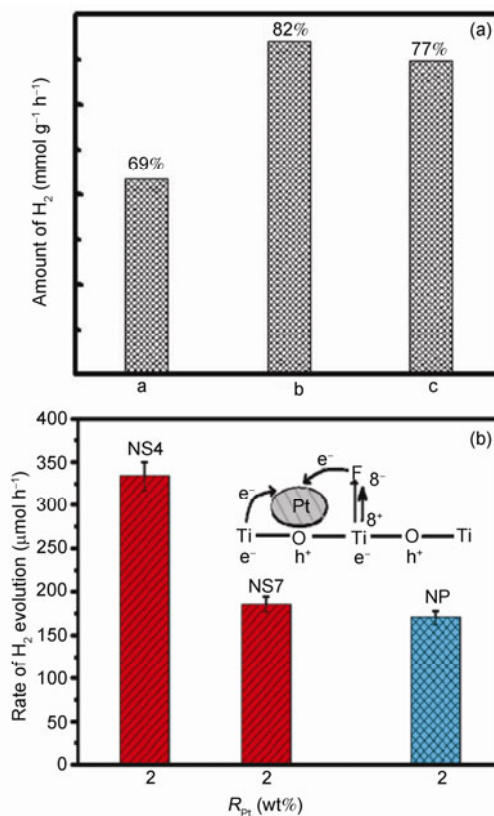 (a)
82%
77%
69%
Amount of H₂ (mmol g⁻¹ h⁻¹)
a b c
(b)
400
350
300
250
200
150
100
50
0
Rate of H₂ evolution (μmol h⁻¹)
NS4
NS7
NP
e⁻ F 8⁻
e⁻ Pt 8⁺
Ti O Ti O Ti
e⁻ h⁺ e⁻ h⁺
2 2 2
R_Pt (wt%)